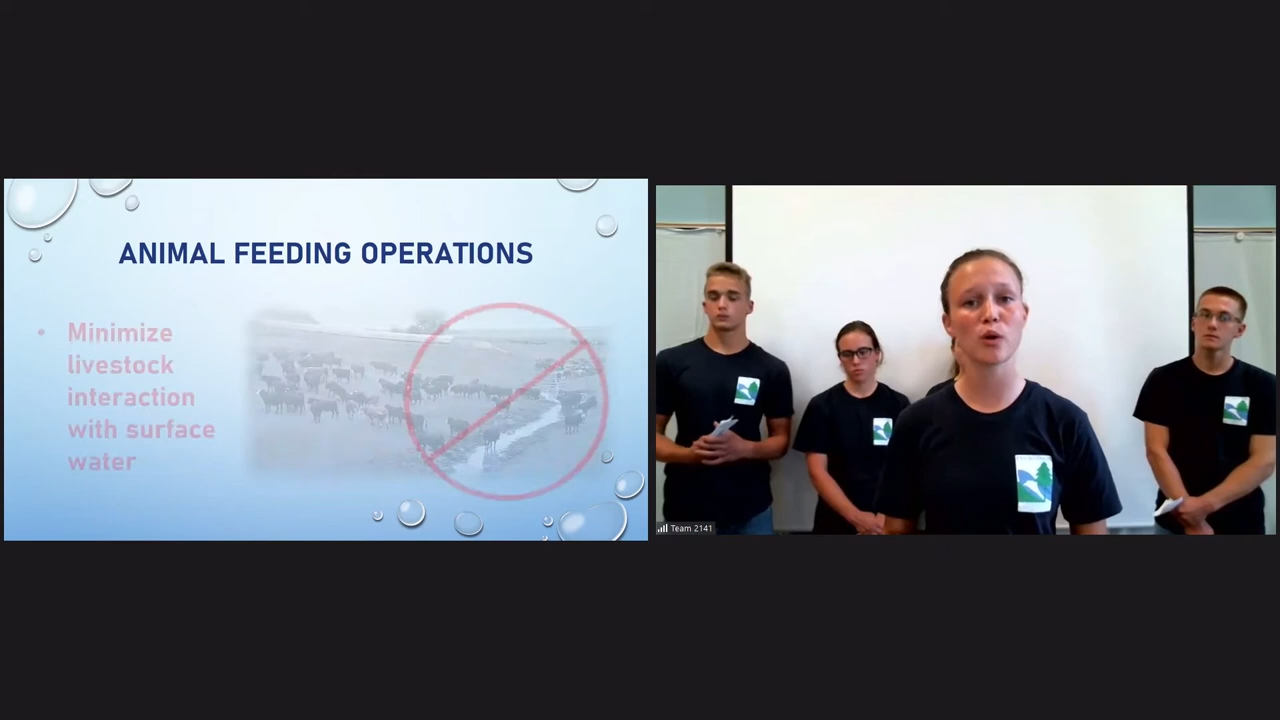 ANIMAL FEEDING OPERATIONS
• Minimize
livestock
interaction
with surface
water
Team 2141